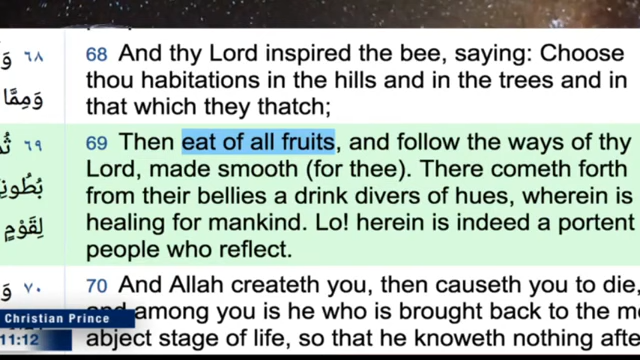 68 And thy Lord inspired the bee, saying: Choose
thou habitations in the hills and in the trees and in
that which they thatch;
69 Then eat of all fruits, and follow the ways of thy
Lord, made smooth (for thee). There cometh forth
from their bellies a drink divers of hues, wherein is
healing for mankind. Lo! herein is indeed a portent
people who reflect.
70 And Allah createth you, then causeth you to die,
and among you is he who is brought back to the
abject stage of life, so that he knoweth nothing
٦٨
وَمِمَّا
٦٩
لِقَوْمٍ
٧٠
Christian Prince
11:12